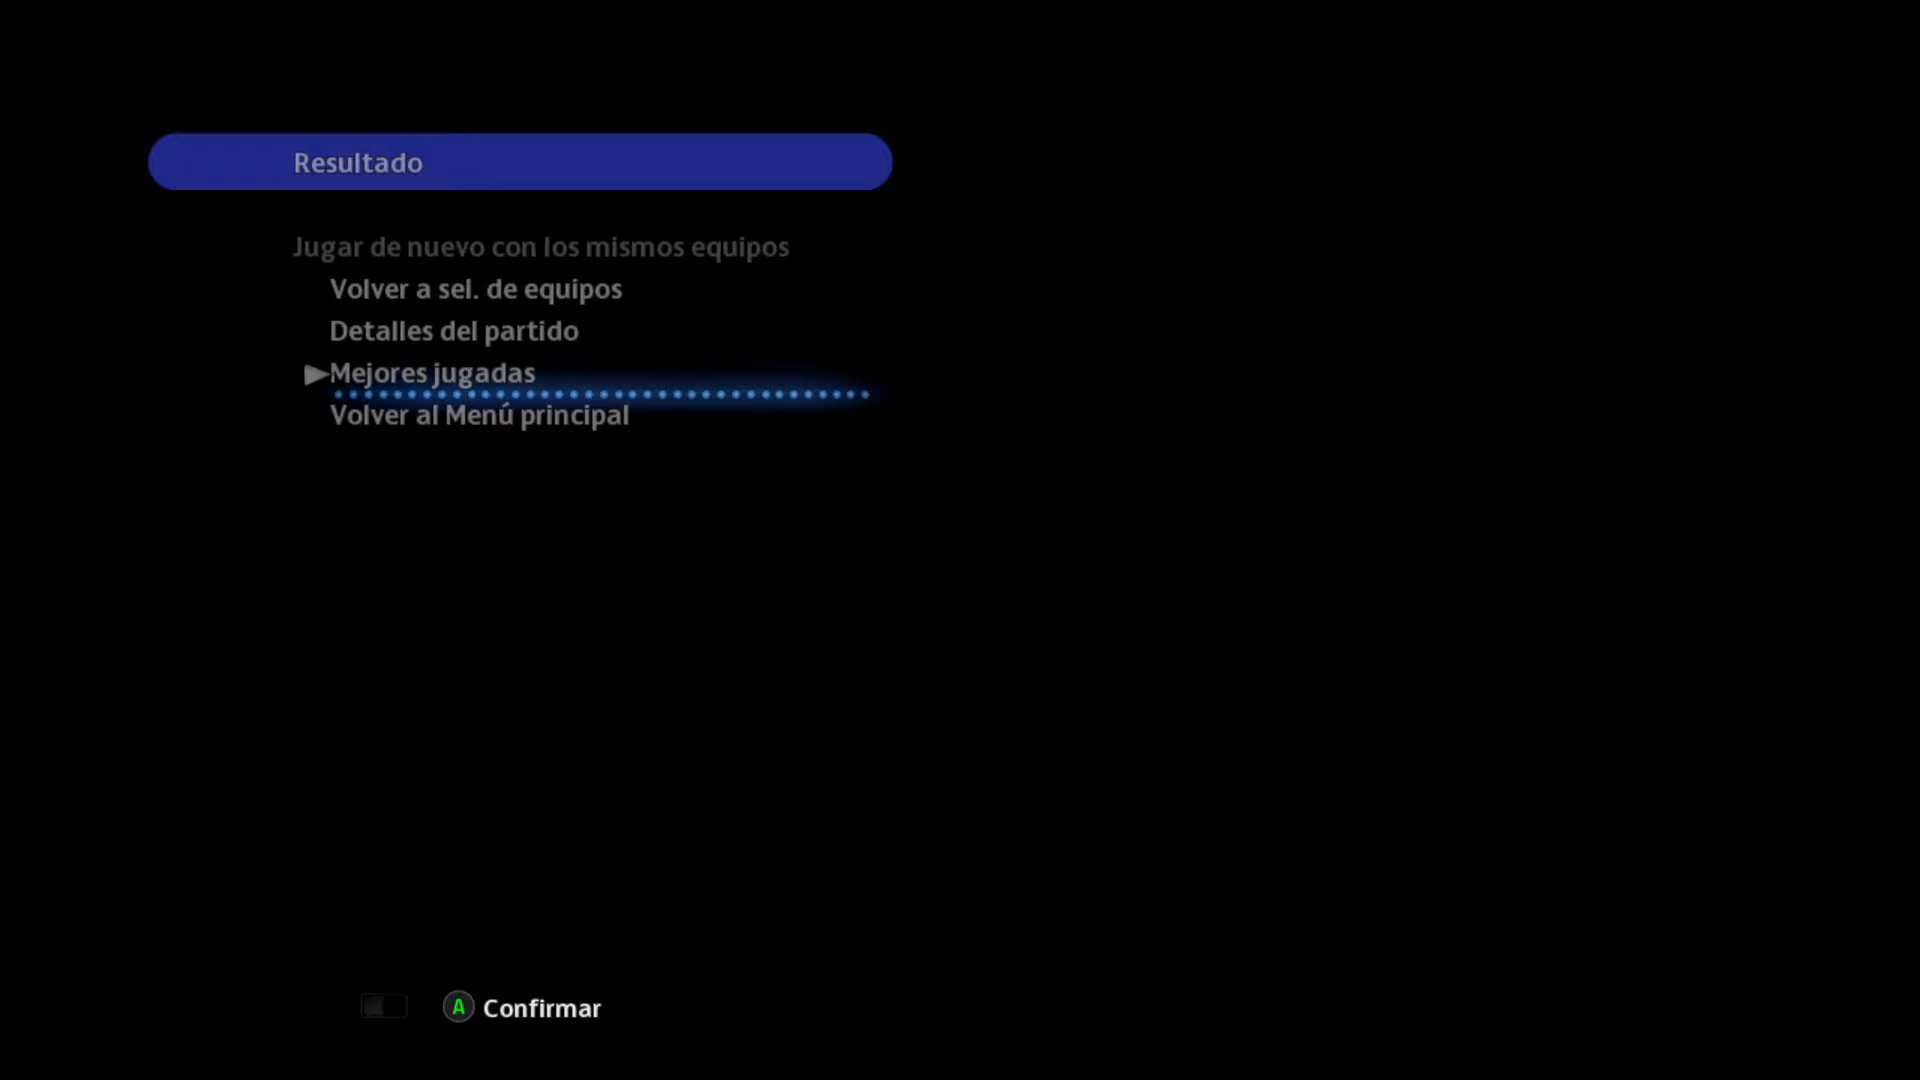 Resultado
Jugar de nuevo con los mismos equipos
Volver a sel. de equipos
Detalles del partido
Mejores jugadas
Volver al Menú principal
A Confirmar